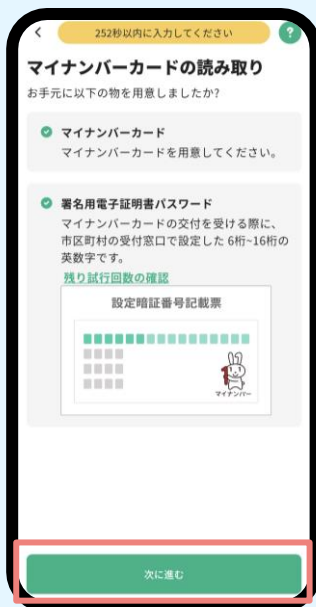 252秒以内に入力してください
?
マイナンバーカードの読み取り
お手元に以下の物を用意しましたか?
マイナンバーカード
マイナンバーカードを用意してください。
署名用電子証明書パスワード
マイナンバーカードの交付を受ける際に、
市区町村の受付窓口で設定した 6桁~16桁の
英数字です。
残り試行回数の確認
設定暗証番号記載票
マイナンバー
次に進む